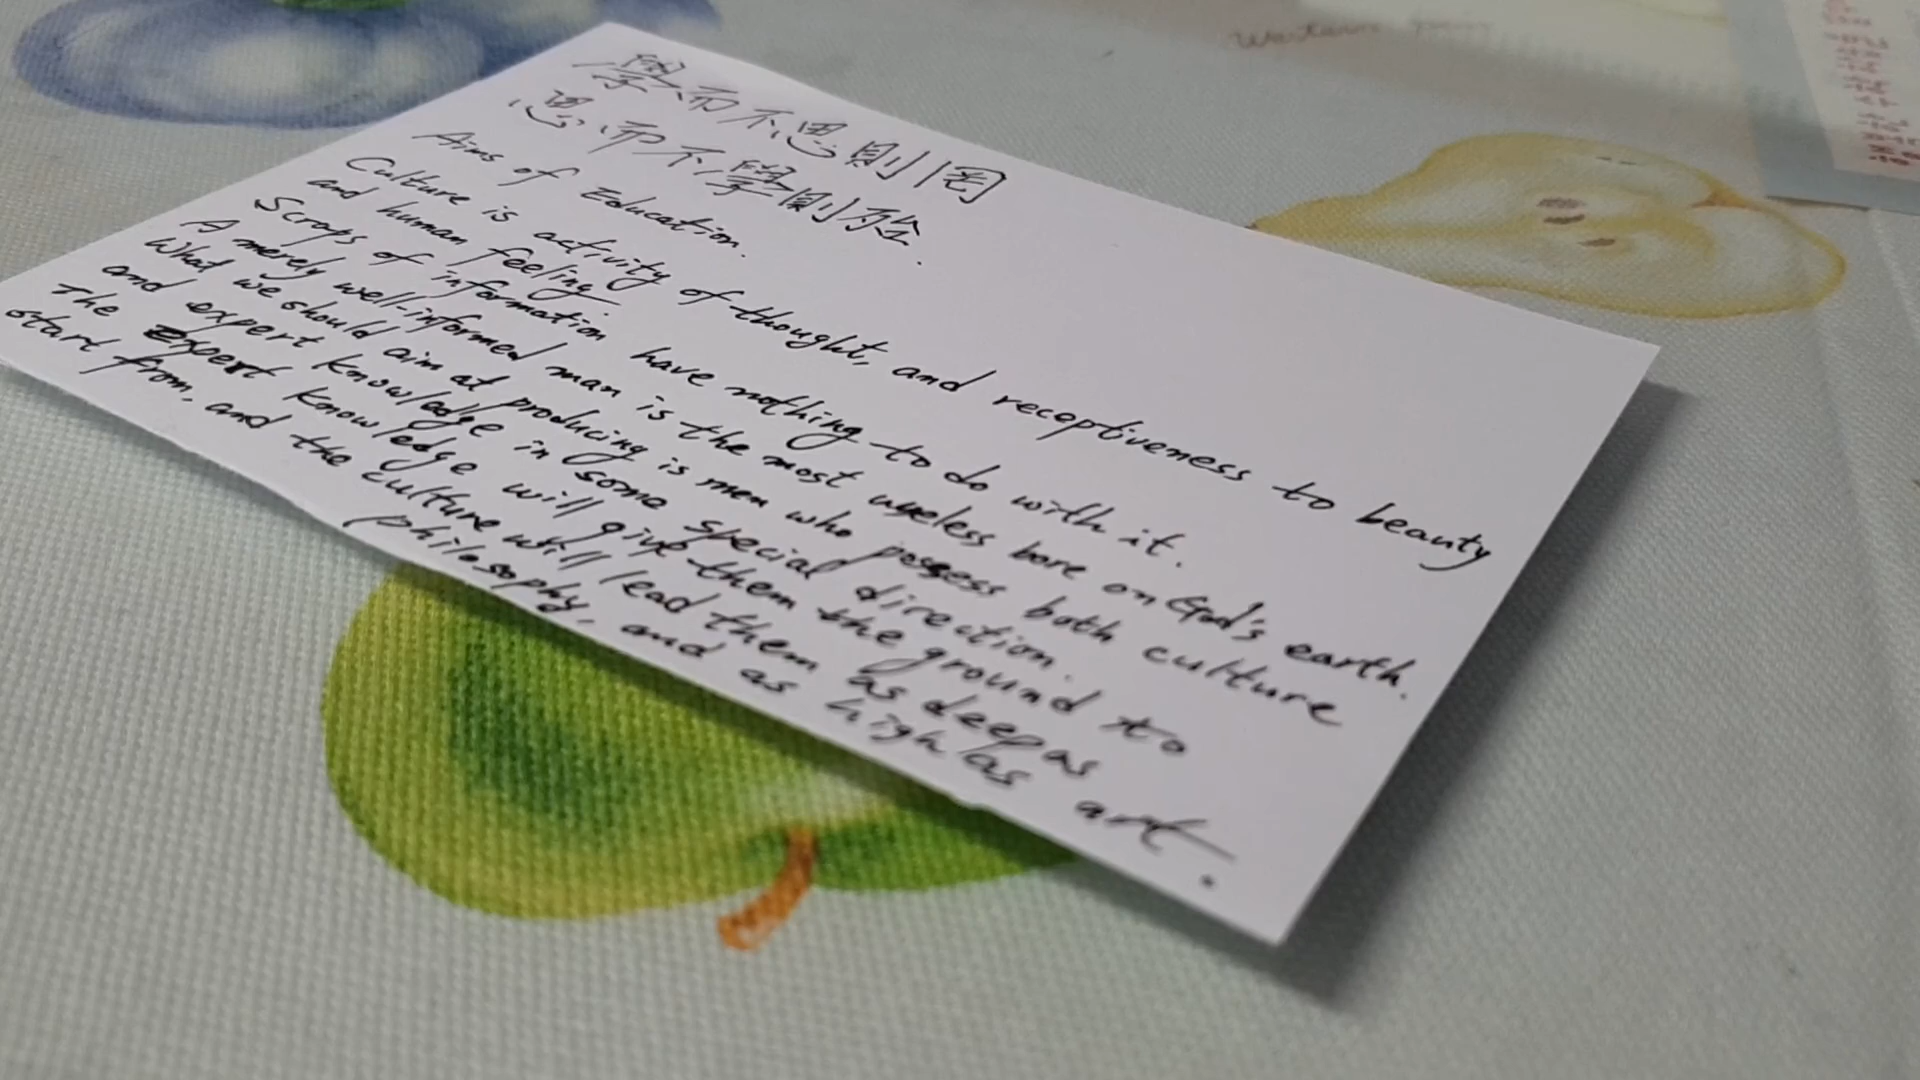 學而不思則罔
思而不學則殆.
Aims of Education.
Culture is activity of thought, and receptiveness to beauty
and human feeling.
Scraps of information have nothing to do with it.
A merely well-informed man is the most useless bore on God's earth.
What we should aim at producing is men who possess both culture
and expert knowledge in some special direction.
The Expert knowledge will give them the ground to
start from, and the culture will lead them as deep as
philosophy, and as high as art.
Western